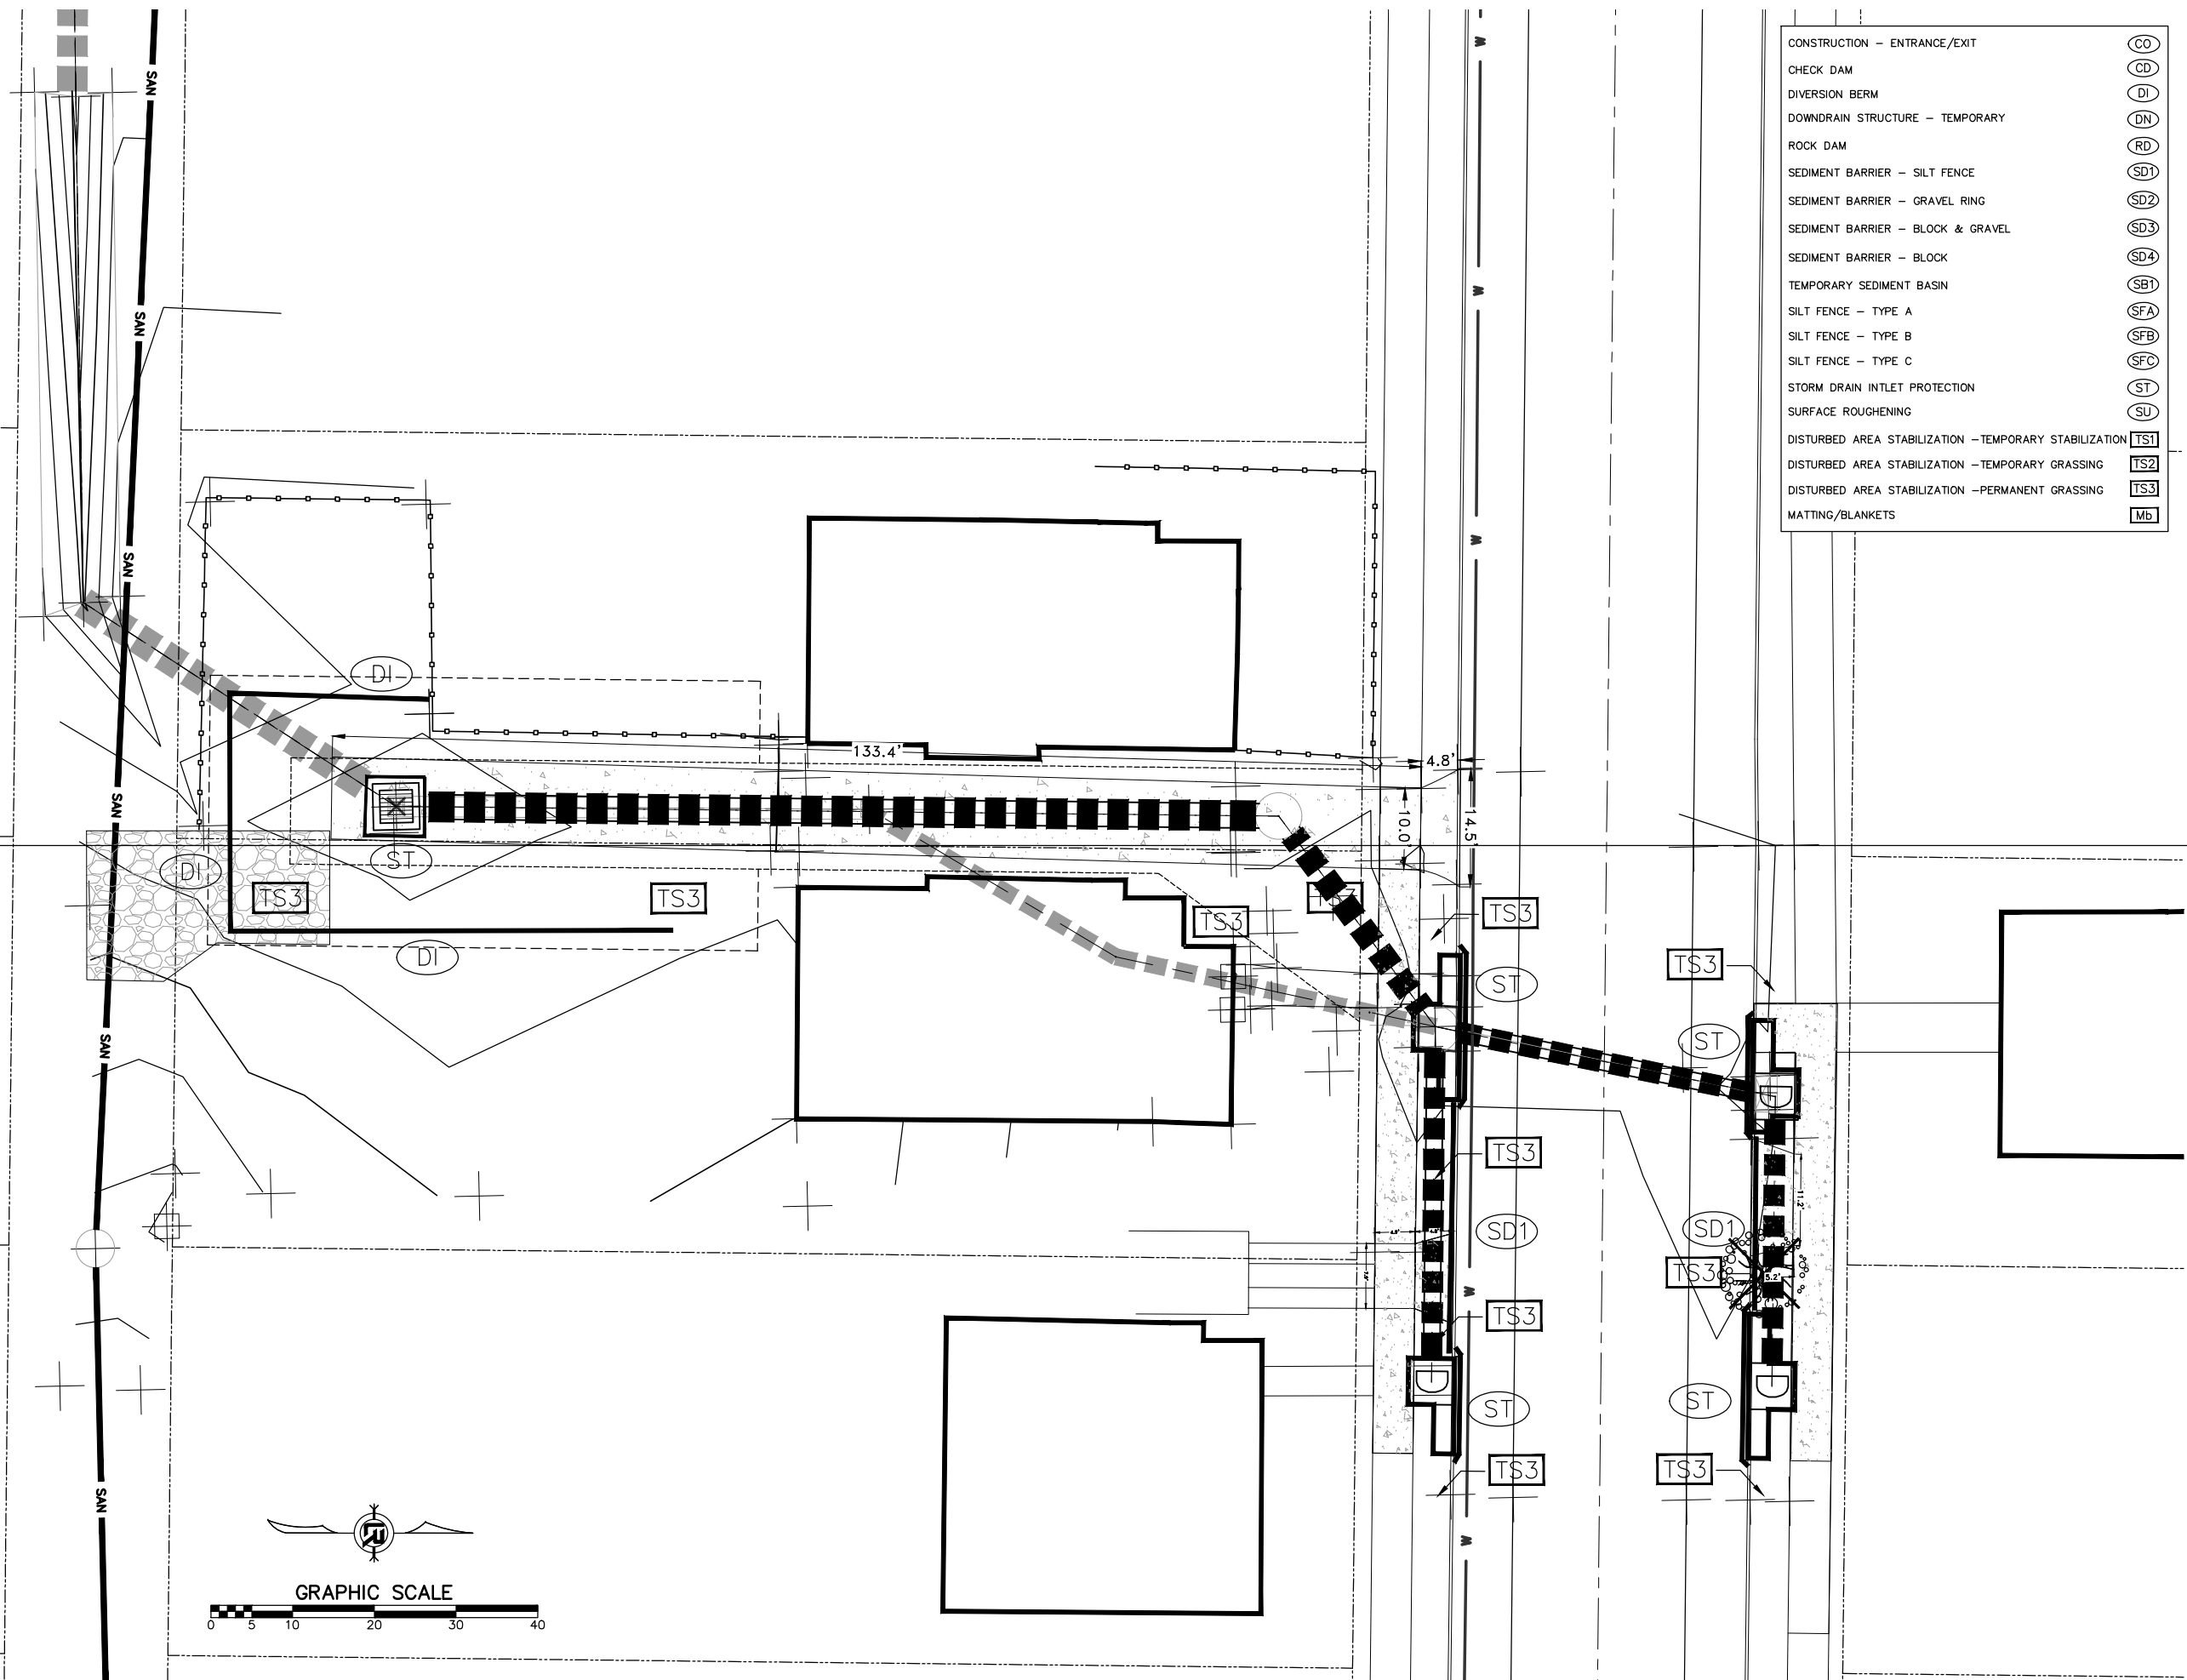 CONSTRUCTION – ENTRANCE/EXIT CO
CHECK DAM CD
DIVERSION BERM DI
DOWNDRAIN STRUCTURE – TEMPORARY DN
ROCK DAM RD
SEDIMENT BARRIER – SILT FENCE SD1
SEDIMENT BARRIER – GRAVEL RING SD2
SEDIMENT BARRIER – BLOCK & GRAVEL SD3
SEDIMENT BARRIER – BLOCK SD4
TEMPORARY SEDIMENT BASIN SB1
SILT FENCE – TYPE A SFA
SILT FENCE – TYPE B SFB
SILT FENCE – TYPE C SFC
STORM DRAIN INLET PROTECTION ST
SURFACE ROUGHENING SU
DISTURBED AREA STABILIZATION –TEMPORARY STABILIZATION TS1
DISTURBED AREA STABILIZATION –TEMPORARY GRASSING TS2
DISTURBED AREA STABILIZATION –PERMANENT GRASSING TS3
MATTING/BLANKETS Mb
SAN
SAN
SAN
SAN
SAN
SAN
W
W
W
W
W
DI
133.4'
4.8'
10.0'
14.5'
DI
ST
TS3
TS3
TS3
TS3
TS3
DI
ST
TS3
ST
TS3
SD1
SD1
11.2'
TS3
5.2'
TS3
ST
ST
TS3
TS3
GRAPHIC SCALE
0 5 10 20 30 40